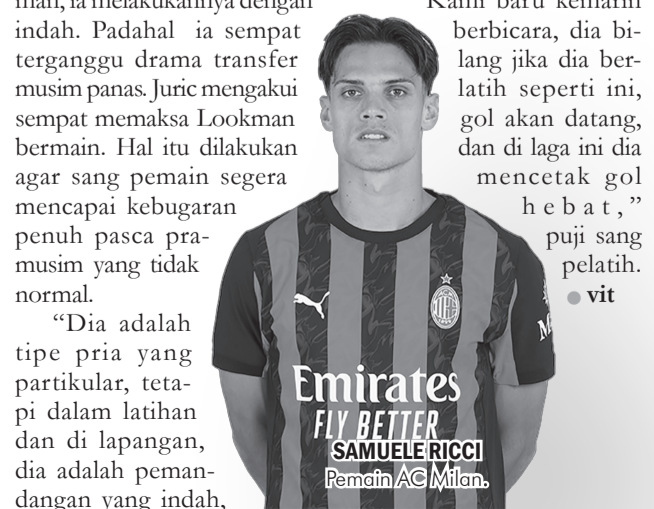 man, ia melakukannya dengan
indah. Padahal ia sempat
terganggu drama transfer
musim panas. Juric mengakui
sempat memaksa Lookman
bermain. Hal itu dilakukan
agar sang pemain segera
mencapai kebugaran
penuh pasca pra-
musim yang tidak
normal.
“Dia adalah
tipe pria yang
partikular, teta-
pi dalam latihan
dan di lapangan,
dia adalah peman-
dangan yang indah,
Kami baru kemarin
berbicara, dia bi-
lang jika dia ber-
latih seperti ini,
gol akan datang,
dan di laga ini dia
mencetak gol
hebat,”
puji sang
pelatih.
● vit
Emirates
FLY BETTER
SAMUELE RICCI
Pemain AC Milan.